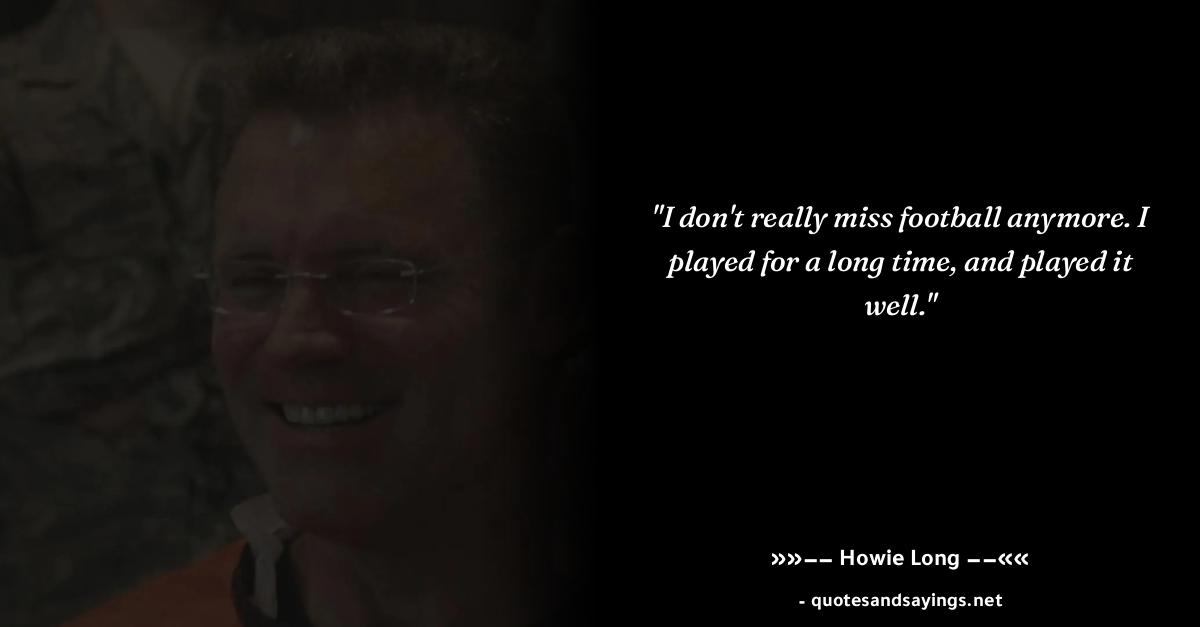 "I don't really miss football anymore. I
played for a long time, and played it
well."
»»−− Howie Long −−««
- quotesandsayings.net